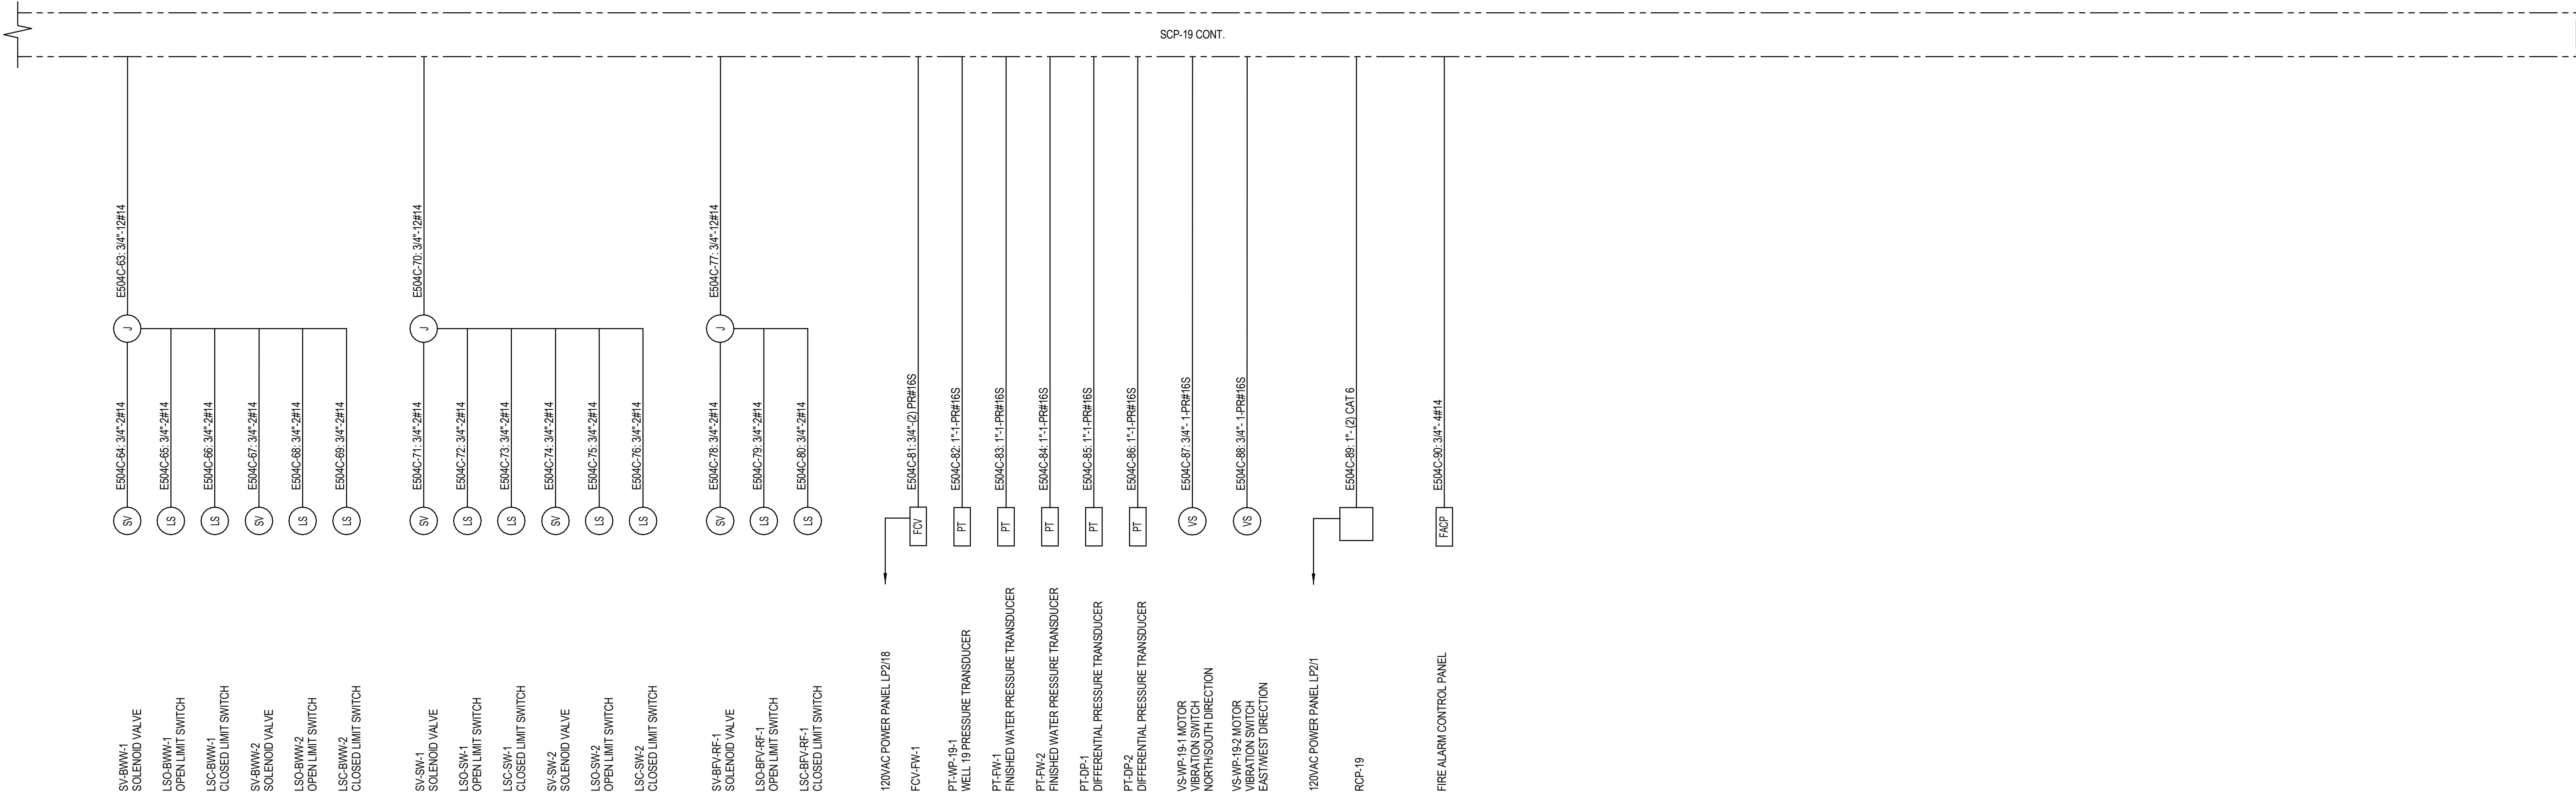 SCP-19 CONT.
E504C-63: 3/4"-12#14
E504C-70: 3/4"-12#14
E504C-77: 3/4"-12#14
J
J
J
E504C-64: 3/4"-2#14
E504C-65: 3/4"-2#14
E504C-66: 3/4"-2#14
E504C-67: 3/4"-2#14
E504C-68: 3/4"-2#14
E504C-69: 3/4"-2#14
E504C-71: 3/4"-2#14
E504C-72: 3/4"-2#14
E504C-73: 3/4"-2#14
E504C-74: 3/4"-2#14
E504C-75: 3/4"-2#14
E504C-76: 3/4"-2#14
E504C-78: 3/4"-2#14
E504C-79: 3/4"-2#14
E504C-80: 3/4"-2#14
E504C-81: 3/4"-(2) PR#16S
E504C-82: 1"-1-PR#16S
E504C-83: 1"-1-PR#16S
E504C-84: 1"-1-PR#16S
E504C-85: 1"-1-PR#16S
E504C-86: 1"-1-PR#16S
E504C-87: 3/4"- 1-PR#16S
E504C-88: 3/4"- 1-PR#16S
E504C-89: 1"- (2) CAT 6
E504C-90: 3/4"- 4#14
SV
LS
LS
SV
LS
LS
SV
LS
LS
SV
LS
LS
SV
LS
LS
FCV
PT
PT
PT
PT
PT
VS
VS
FACP
SV-BWW-1
SOLENOID VALVE
LSO-BWW-1
OPEN LIMIT SWITCH
LSC-BWW-1
CLOSED LIMIT SWITCH
SV-BWW-2
SOLENOID VALVE
LSO-BWW-2
OPEN LIMIT SWITCH
LSC-BWW-2
CLOSED LIMIT SWITCH
SV-SW-1
SOLENOID VALVE
LSO-SW-1
OPEN LIMIT SWITCH
LSC-SW-1
CLOSED LIMIT SWITCH
SV-SW-2
SOLENOID VALVE
LSO-SW-2
OPEN LIMIT SWITCH
LSC-SW-2
CLOSED LIMIT SWITCH
SV-BFV-RF-1
SOLENOID VALVE
LSO-BFV-RF-1
OPEN LIMIT SWITCH
LSC-BFV-RF-1
CLOSED LIMIT SWITCH
120VAC POWER PANEL LP2/18
FCV-FW-1
PT-WP-19-1
WELL 19 PRESSURE TRANSDUCER
PT-FW-1
FINISHED WATER PRESSURE TRANSDUCER
PT-FW-2
FINISHED WATER PRESSURE TRANSDUCER
PT-DP-1
DIFFERENTIAL PRESSURE TRANSDUCER
PT-DP-2
DIFFERENTIAL PRESSURE TRANSDUCER
VS-WP-19-1 MOTOR
VIBRATION SWITCH
NORTH/SOUTH DIRECTION
VS-WP-19-2 MOTOR
VIBRATION SWITCH
EAST/WEST DIRECTION
120VAC POWER PANEL LP2/1
RCP-19
FIRE ALARM CONTROL PANEL